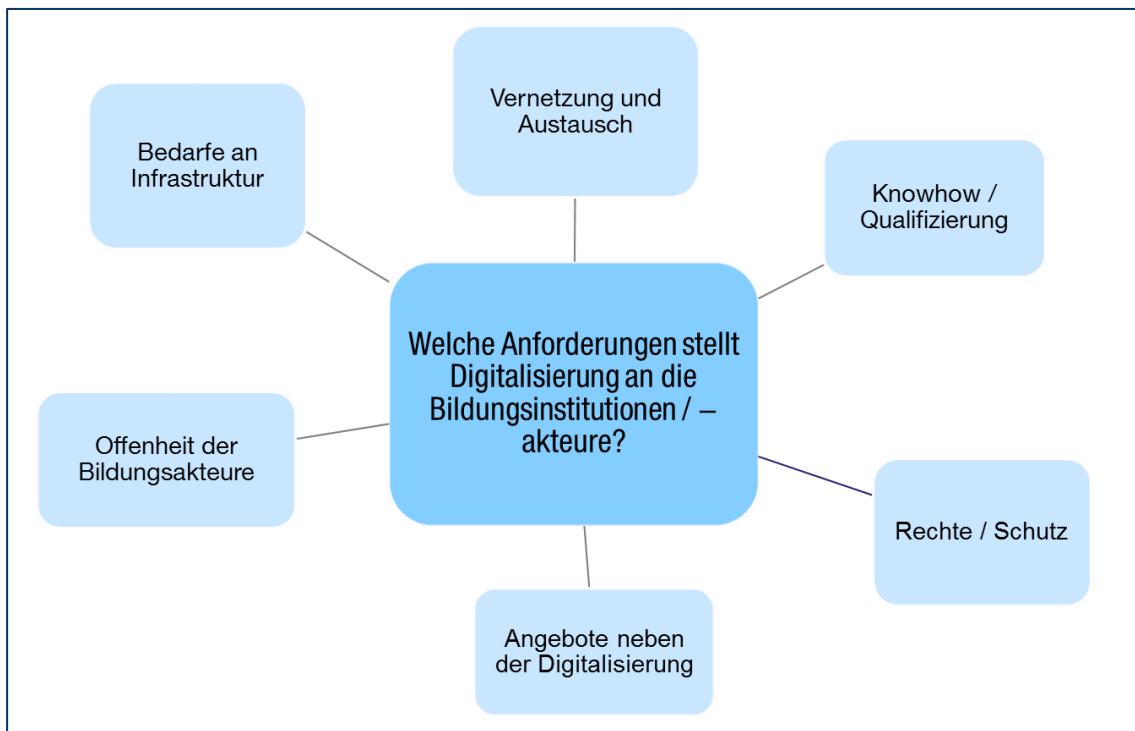 Vernetzung und
Austausch
Bedarfe an
Infrastruktur
Knowhow /
Qualifizierung
Welche Anforderungen stellt
Digitalisierung an die
Bildungsinstitutionen / –
akteure?
Offenheit der
Bildungsakteure
Rechte / Schutz
Angebote neben
der Digitalisierung